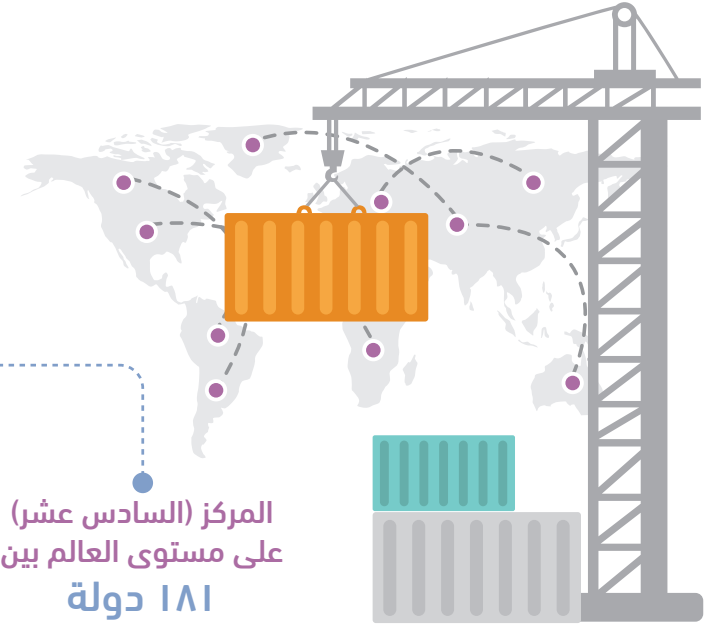 المركز (السادس عشر)
على مستوى العالم بين
١٨١ دولة